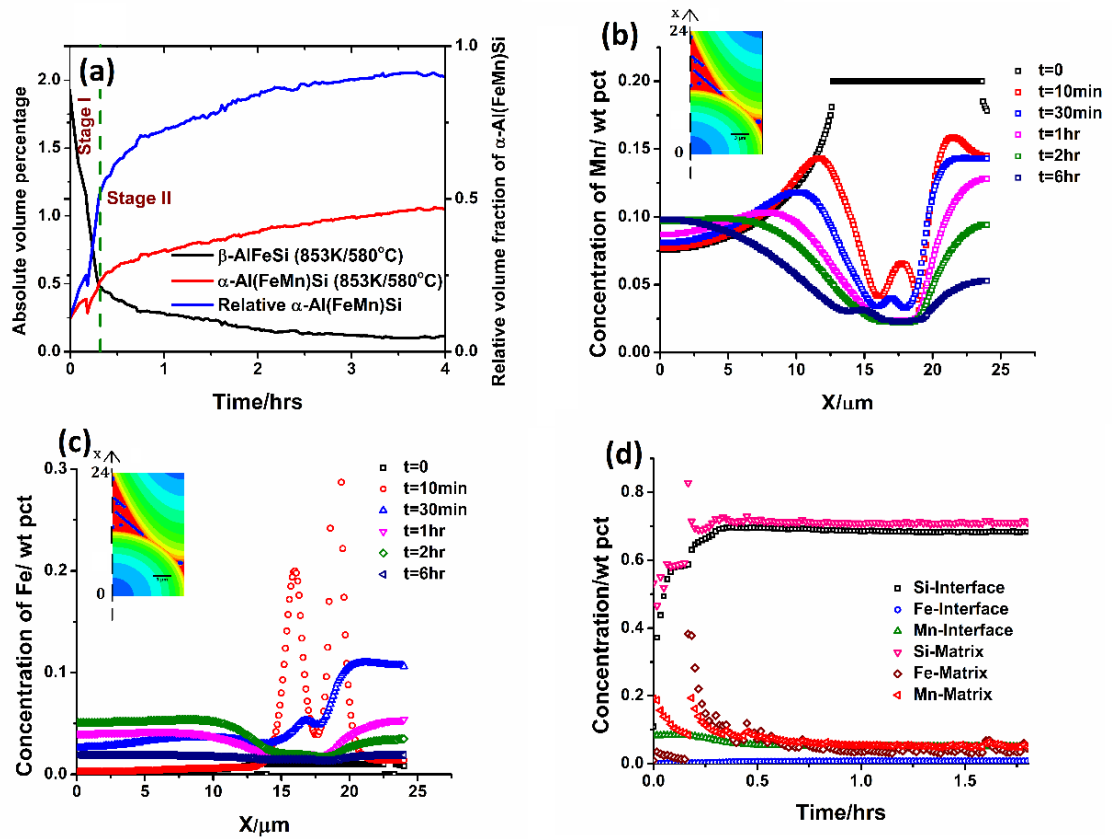 (a)
Absolute volume percentage
2.0
1.5
1.0
0.5
0.0
Stage I
Stage II
β-AlFeSi (853K/580°C)
α-Al(FeMn)Si (853K/580°C)
Relative α-Al(FeMn)Si
1.0
0.5
0.0
Relative volume fraction of α-Al(FeMn)Si
0 1 2 3 4
Time/hrs
(b)
Concentration of Mn/ wt pct
0.20
0.15
0.10
0.05
0.00
x
24
0
t=0
t=10min
t=30min
t=1hr
t=2hr
t=6hr
0 5 10 15 20 25
X/μm
(c)
Concentration of Fe/ wt pct
0.3
0.2
0.1
0.0
x
24
0
t=0
t=10min
t=30min
t=1hr
t=2hr
t=6hr
0 5 10 15 20 25
X/μm
(d)
Concentration/wt pct
0.8
0.6
0.4
0.2
0.0
Si-Interface
Fe-Interface
Mn-Interface
Si-Matrix
Fe-Matrix
Mn-Matrix
0.0 0.5 1.0 1.5
Time/hrs